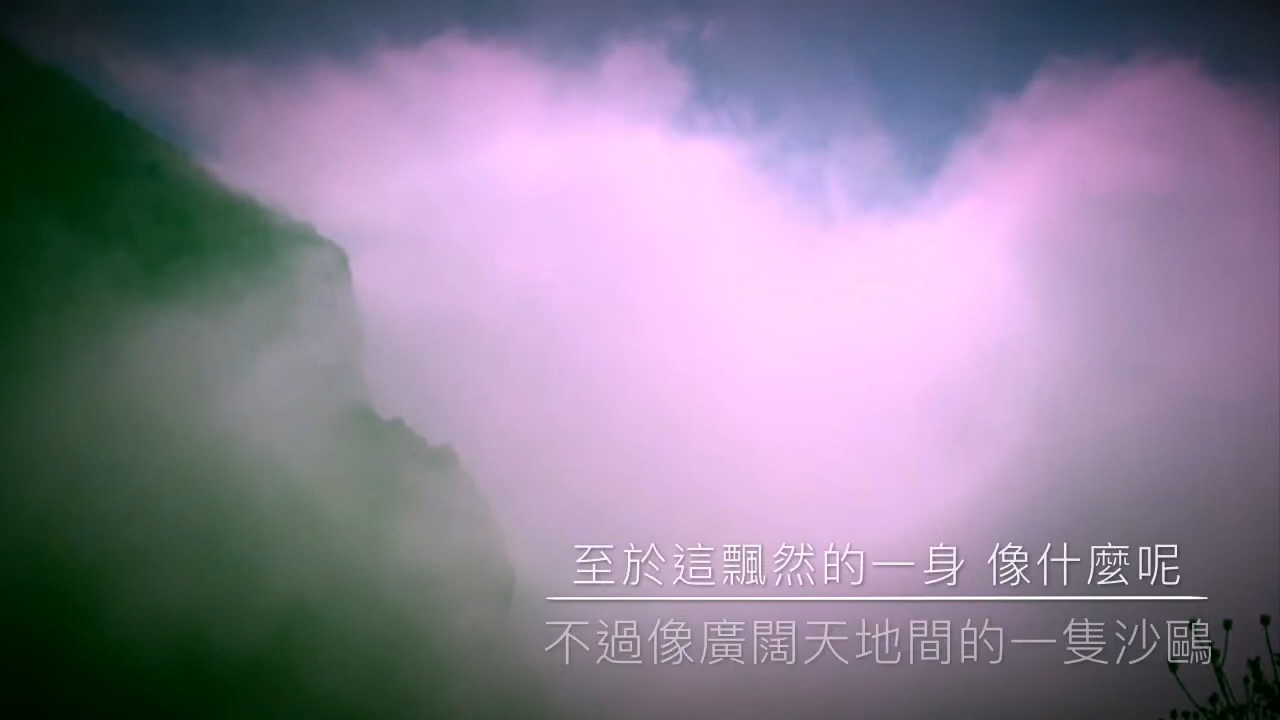 至於這飄然的一身 像什麼呢
不過像廣闊天地間的一隻沙鷗